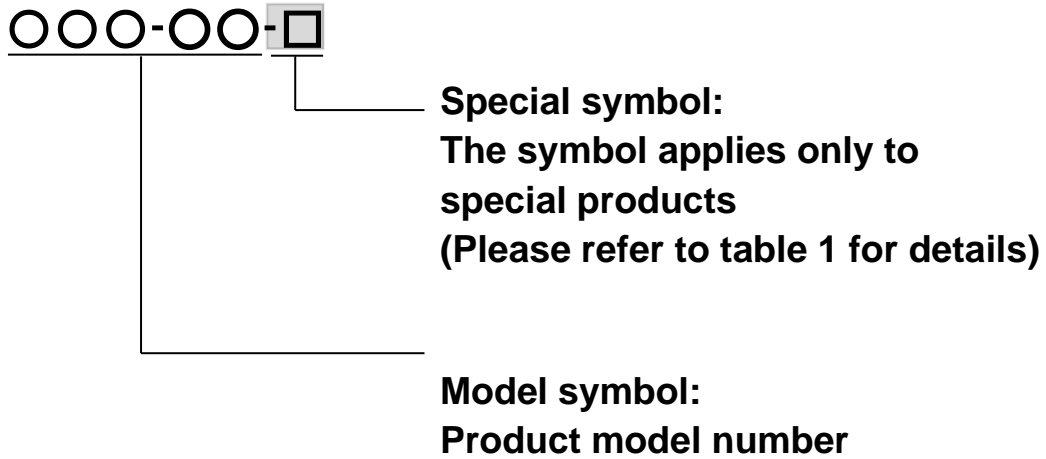 ○○○-○○-□
Special symbol:
The symbol applies only to
special products
(Please refer to table 1 for details)
Model symbol:
Product model number